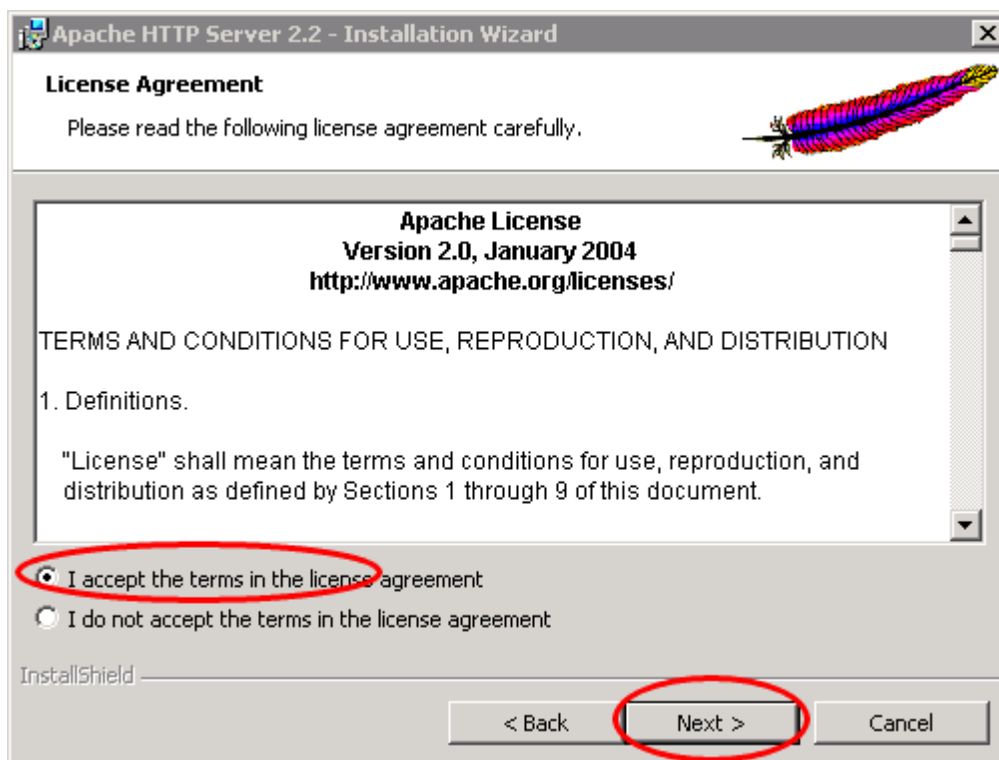 Apache HTTP Server 2.2 - Installation Wizard
License Agreement
Please read the following license agreement carefully.
Apache License
Version 2.0, January 2004
http://www.apache.org/licenses/
TERMS AND CONDITIONS FOR USE, REPRODUCTION, AND DISTRIBUTION
1. Definitions.
"License" shall mean the terms and conditions for use, reproduction, and
distribution as defined by Sections 1 through 9 of this document.
I accept the terms in the license agreement
I do not accept the terms in the license agreement
InstallShield
< Back Next > Cancel